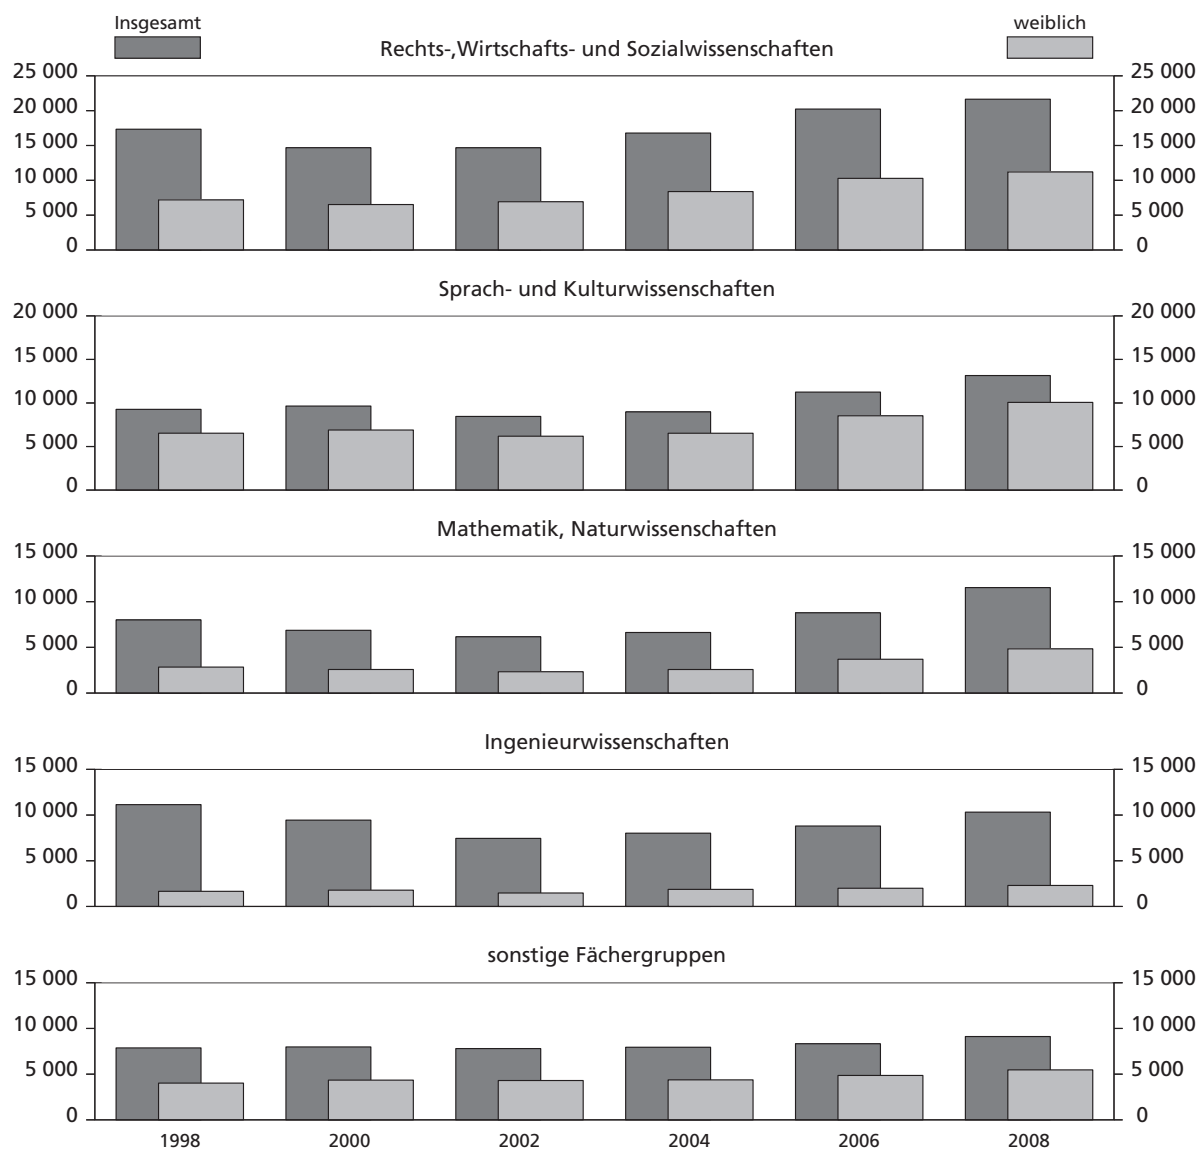 Insgesamt
weiblich
Rechts-,Wirtschafts- und Sozialwissenschaften
25 000 25 000
20 000 20 000
15 000 15 000
10 000 10 000
5 000 5 000
0 0
Sprach- und Kulturwissenschaften
20 000 20 000
15 000 15 000
10 000 10 000
5 000 5 000
0 0
Mathematik, Naturwissenschaften
15 000 15 000
10 000 10 000
5 000 5 000
0 0
Ingenieurwissenschaften
15 000 15 000
10 000 10 000
5 000 5 000
0 0
sonstige Fächergruppen
15 000 15 000
10 000 10 000
5 000 5 000
0 0
1998 2000 2002 2004 2006 2008